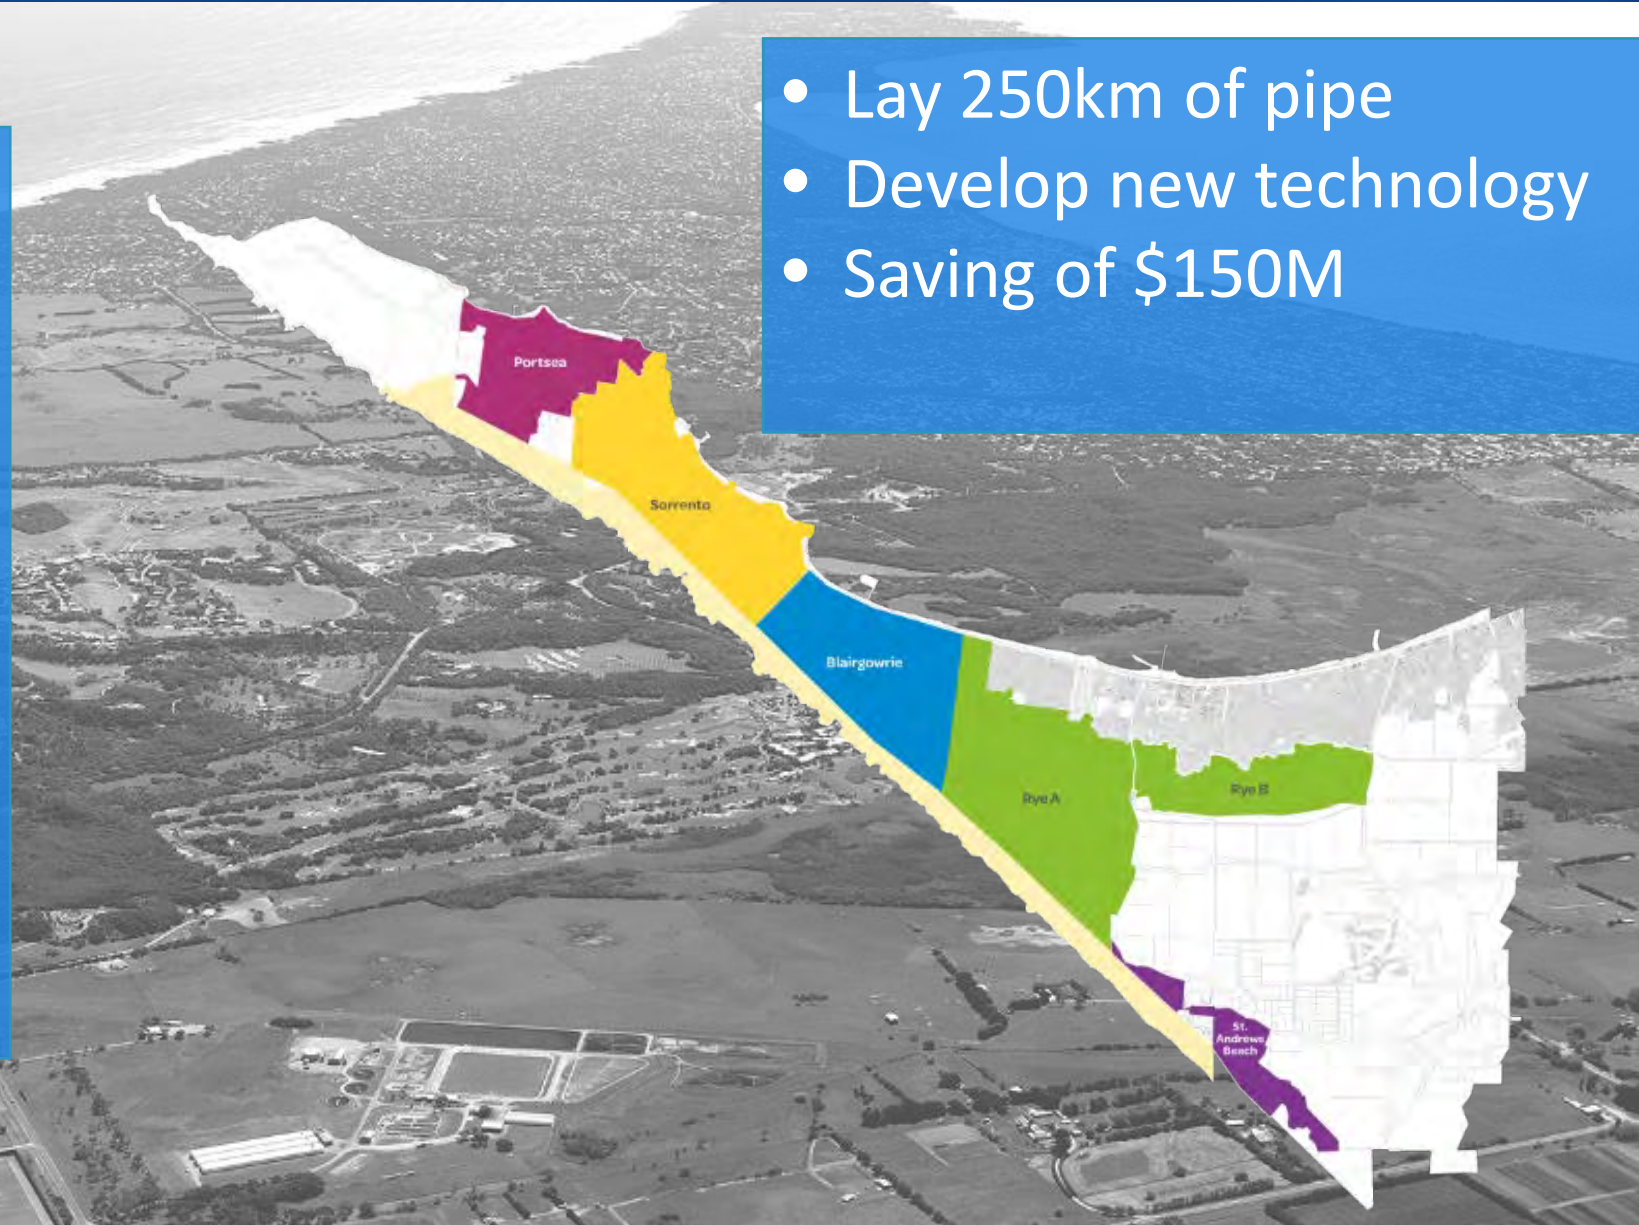 • Lay 250km of pipe
• Develop new technology
• Saving of $150M
Portsea
Sorrento
Blairgowrie
Rye A
Rye B
St.
Andrews
Beach